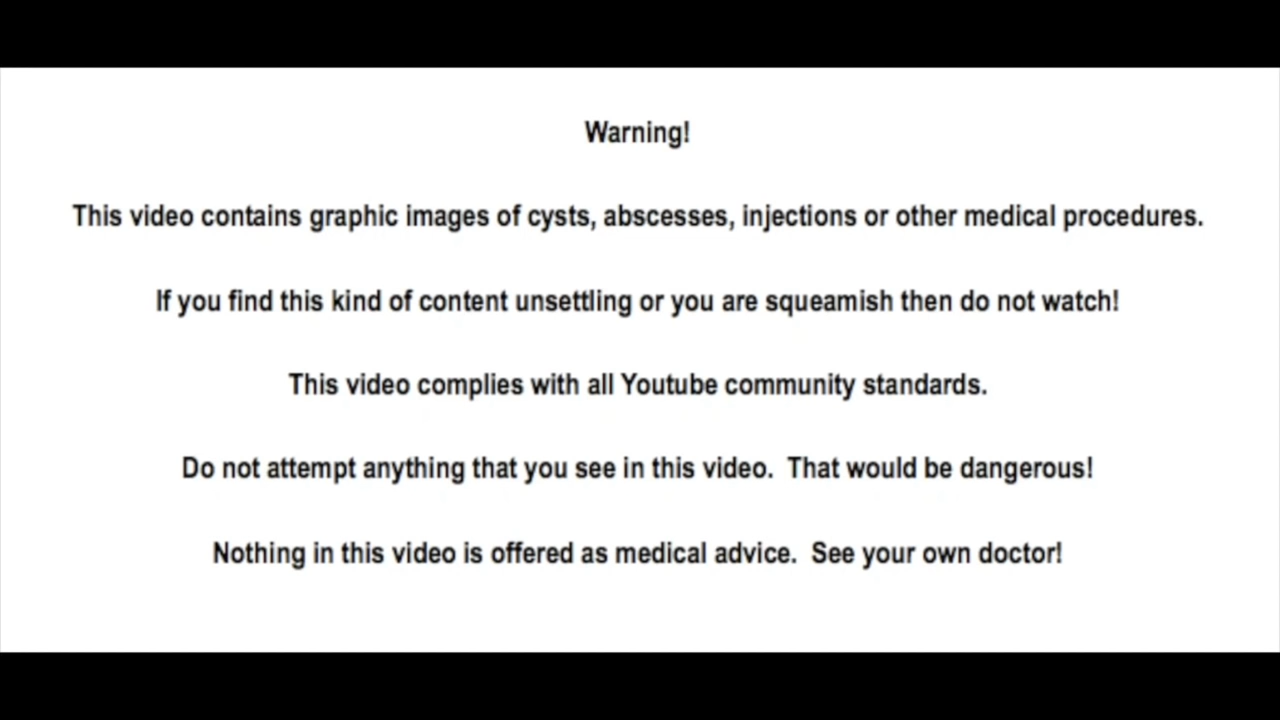 Warning!
This video contains graphic images of cysts, abscesses, injections or other medical procedures.
If you find this kind of content unsettling or you are squeamish then do not watch!
This video complies with all Youtube community standards.
Do not attempt anything that you see in this video.  That would be dangerous!
Nothing in this video is offered as medical advice.  See your own doctor!